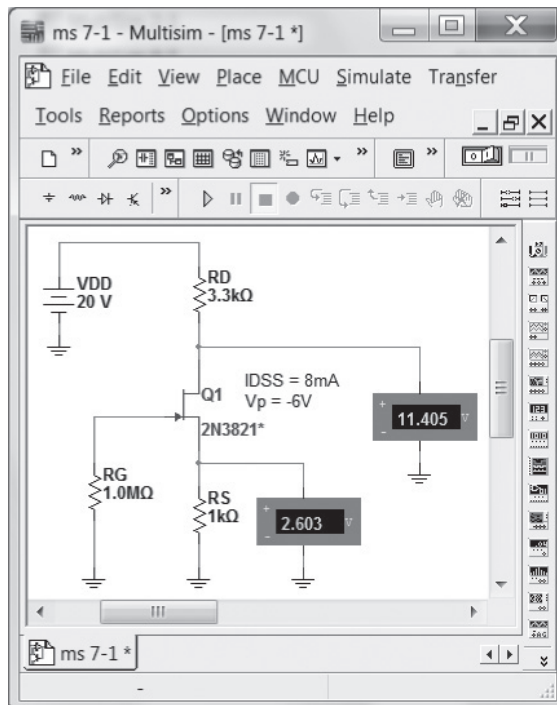 ms 7-1 - Multisim - [ms 7-1 *]
File Edit View Place MCU Simulate Transfer
Tools Reports Options Window Help
VDD
20 V
RD
3.3kΩ
IDSS = 8mA
Vp = -6V
Q1
2N3821*
+
11.405 V
-
RG
1.0MΩ
RS
1kΩ
+
2.603 V
-
ms 7-1 *
-